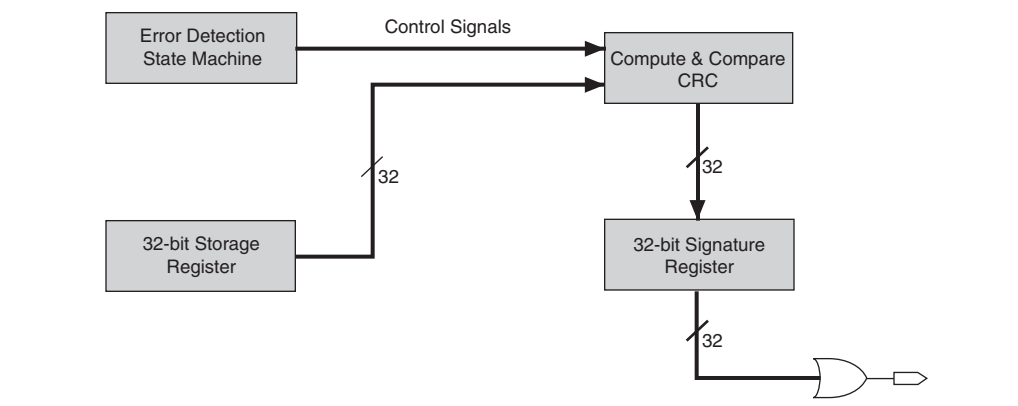 Error Detection
State Machine
Control Signals
Compute & Compare
CRC
32
32
32-bit Storage
Register
32-bit Signature
Register
32